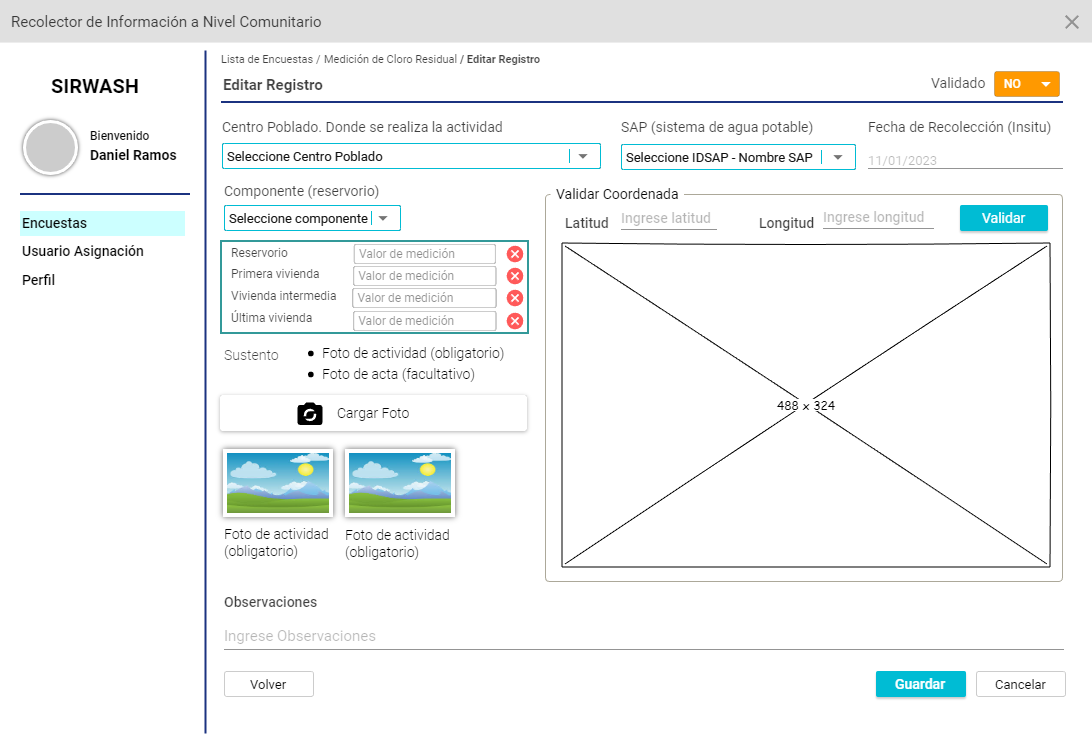 Recolector de Información a Nivel Comunitario
SIRWASH
Bienvenido
Daniel Ramos
Encuestas
Usuario Asignación
Perfil
Lista de Encuestas / Medición de Cloro Residual / Editar Registro
Editar Registro
Validado NO
Centro Poblado. Donde se realiza la actividad
Seleccione Centro Poblado
SAP (sistema de agua potable)
Seleccione IDSAP - Nombre SAP
Fecha de Recolección (Insitu)
11/01/2023
Componente (reservorio)
Seleccione componente
Reservorio Valor de medición
Primera vivienda Valor de medición
Vivienda intermedia Valor de medición
Última vivienda Valor de medición
Sustento
Foto de actividad (obligatorio)
Foto de acta (facultativo)
Cargar Foto
Foto de actividad
(obligatorio)
Foto de actividad
(obligatorio)
Validar Coordenada
Latitud Ingrese latitud
Longitud Ingrese longitud
Validar
488 x 324
Observaciones
Ingrese Observaciones
Volver
Guardar
Cancelar